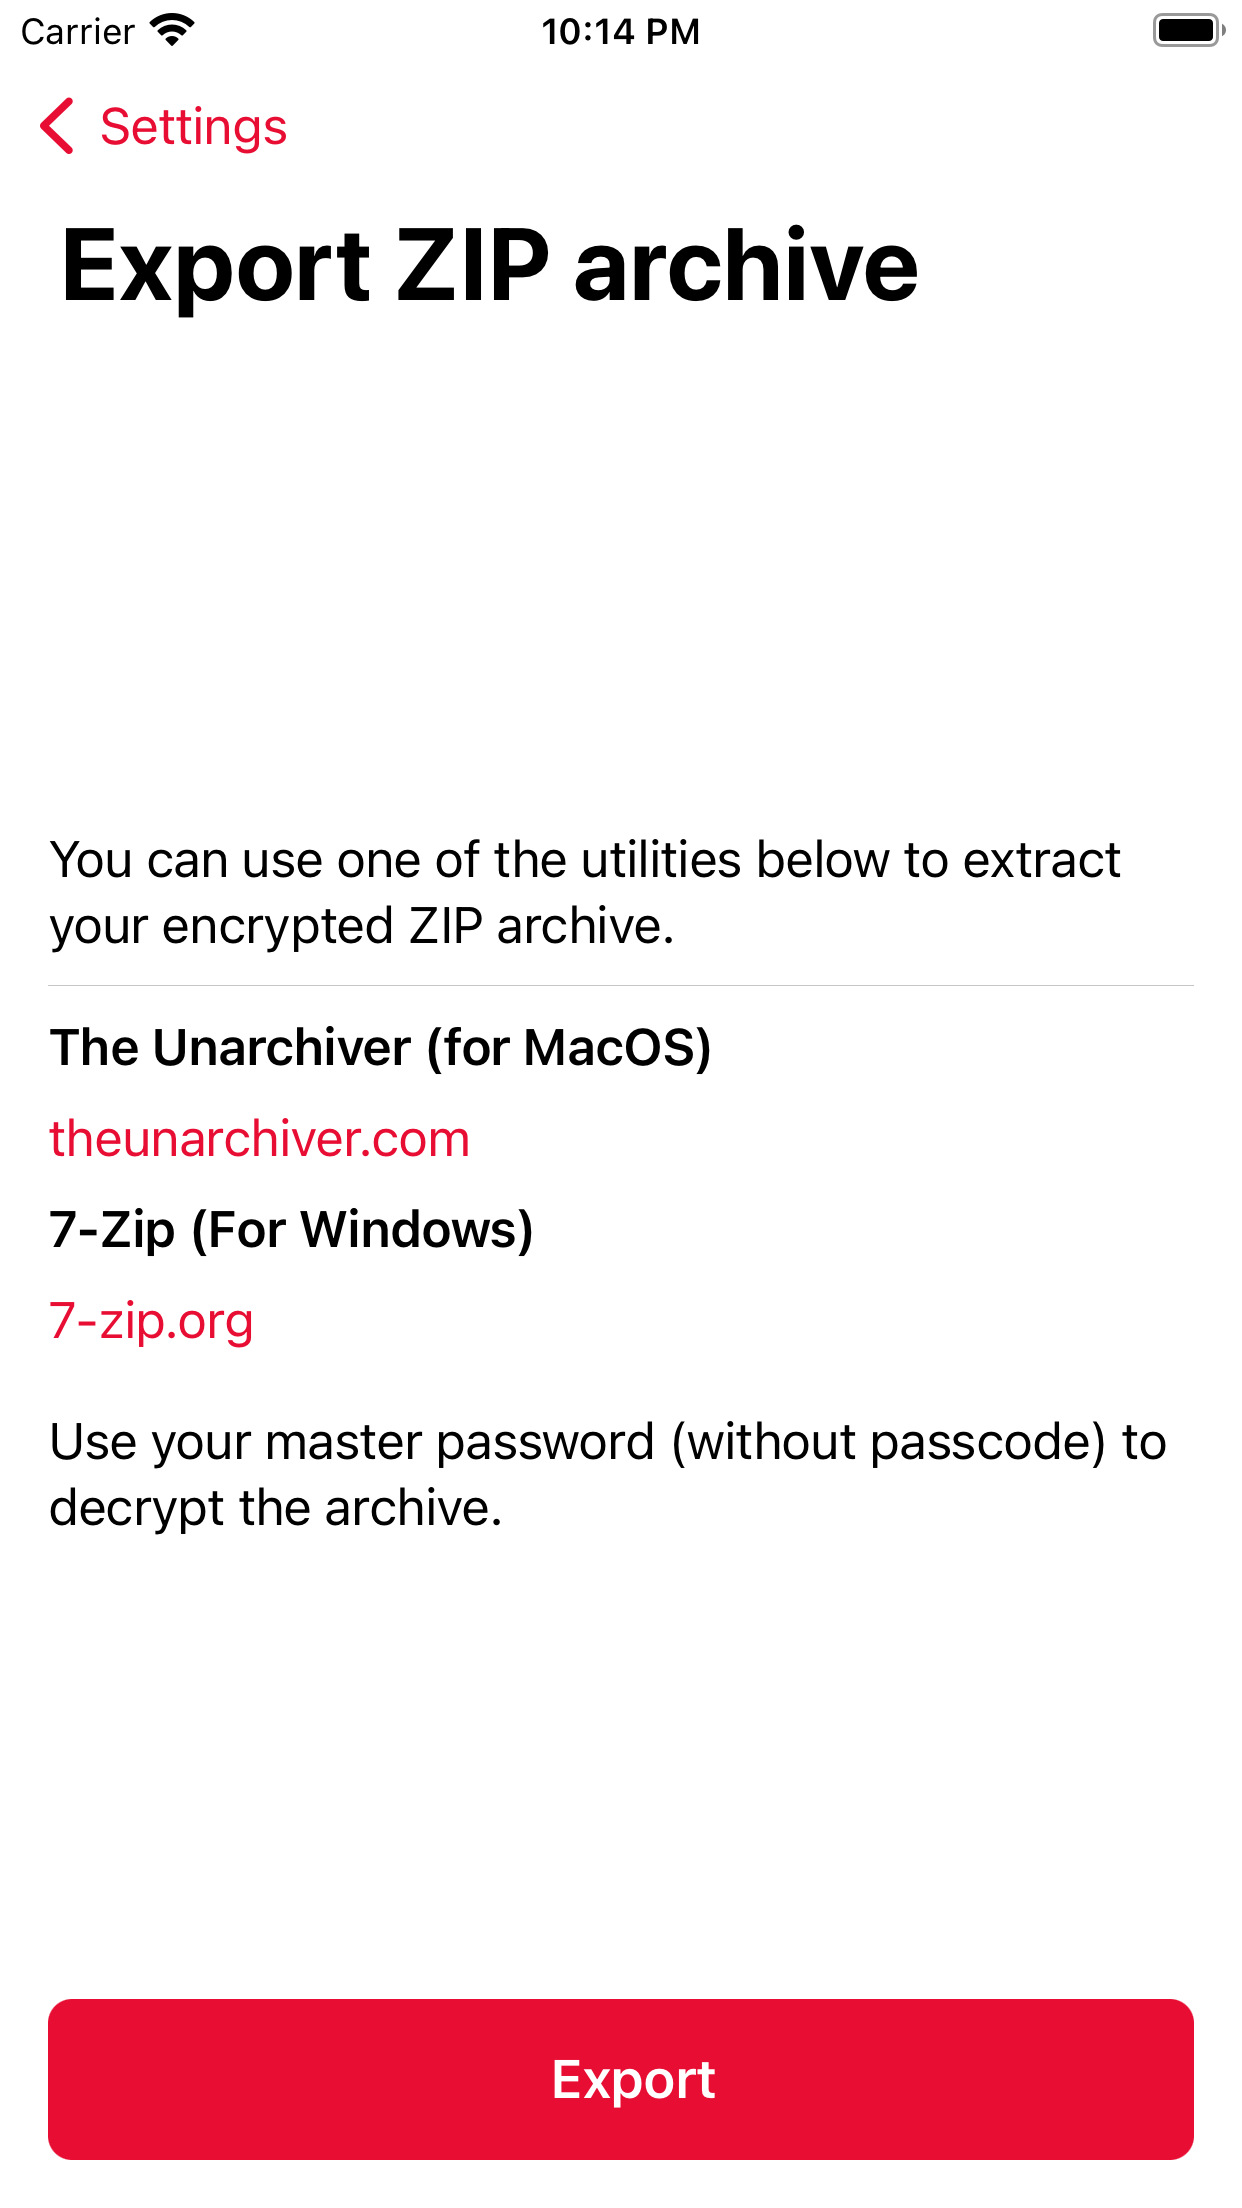 Carrier 10:14 PM
Settings
Export ZIP archive
You can use one of the utilities below to extract
your encrypted ZIP archive.
The Unarchiver (for MacOS)
theunarchiver.com
7-Zip (For Windows)
7-zip.org
Use your master password (without passcode) to
decrypt the archive.
Export